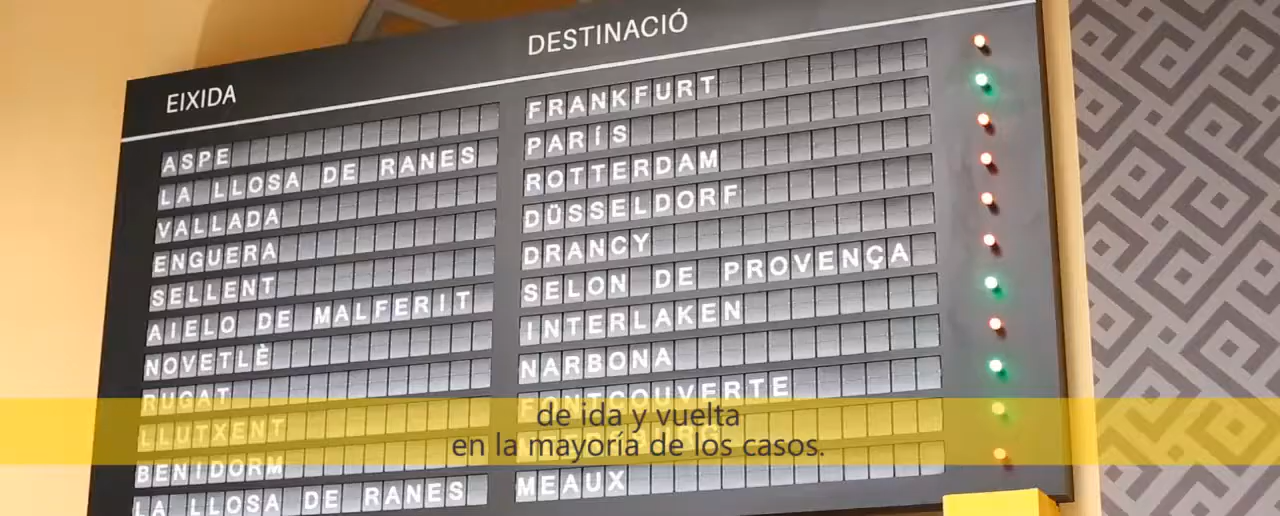 EIXIDA DESTINACIÓ
ASPE FRANKFURT
LA LLOSA DE RANES PARÍS
VALLADA ROTTERDAM
ENGUERA DÜSSELDORF
SELLENT DRANCY
AIELO DE MALFERIT SELON DE PROVENÇA
NOVETLÈ INTERLAKEN
RUGAT NARBONA
LLUTXENT FONTCOUVERTE
BENIDORM
LA LLOSA DE RANES MEAUX
de ida y vuelta
en la mayoría de los casos.